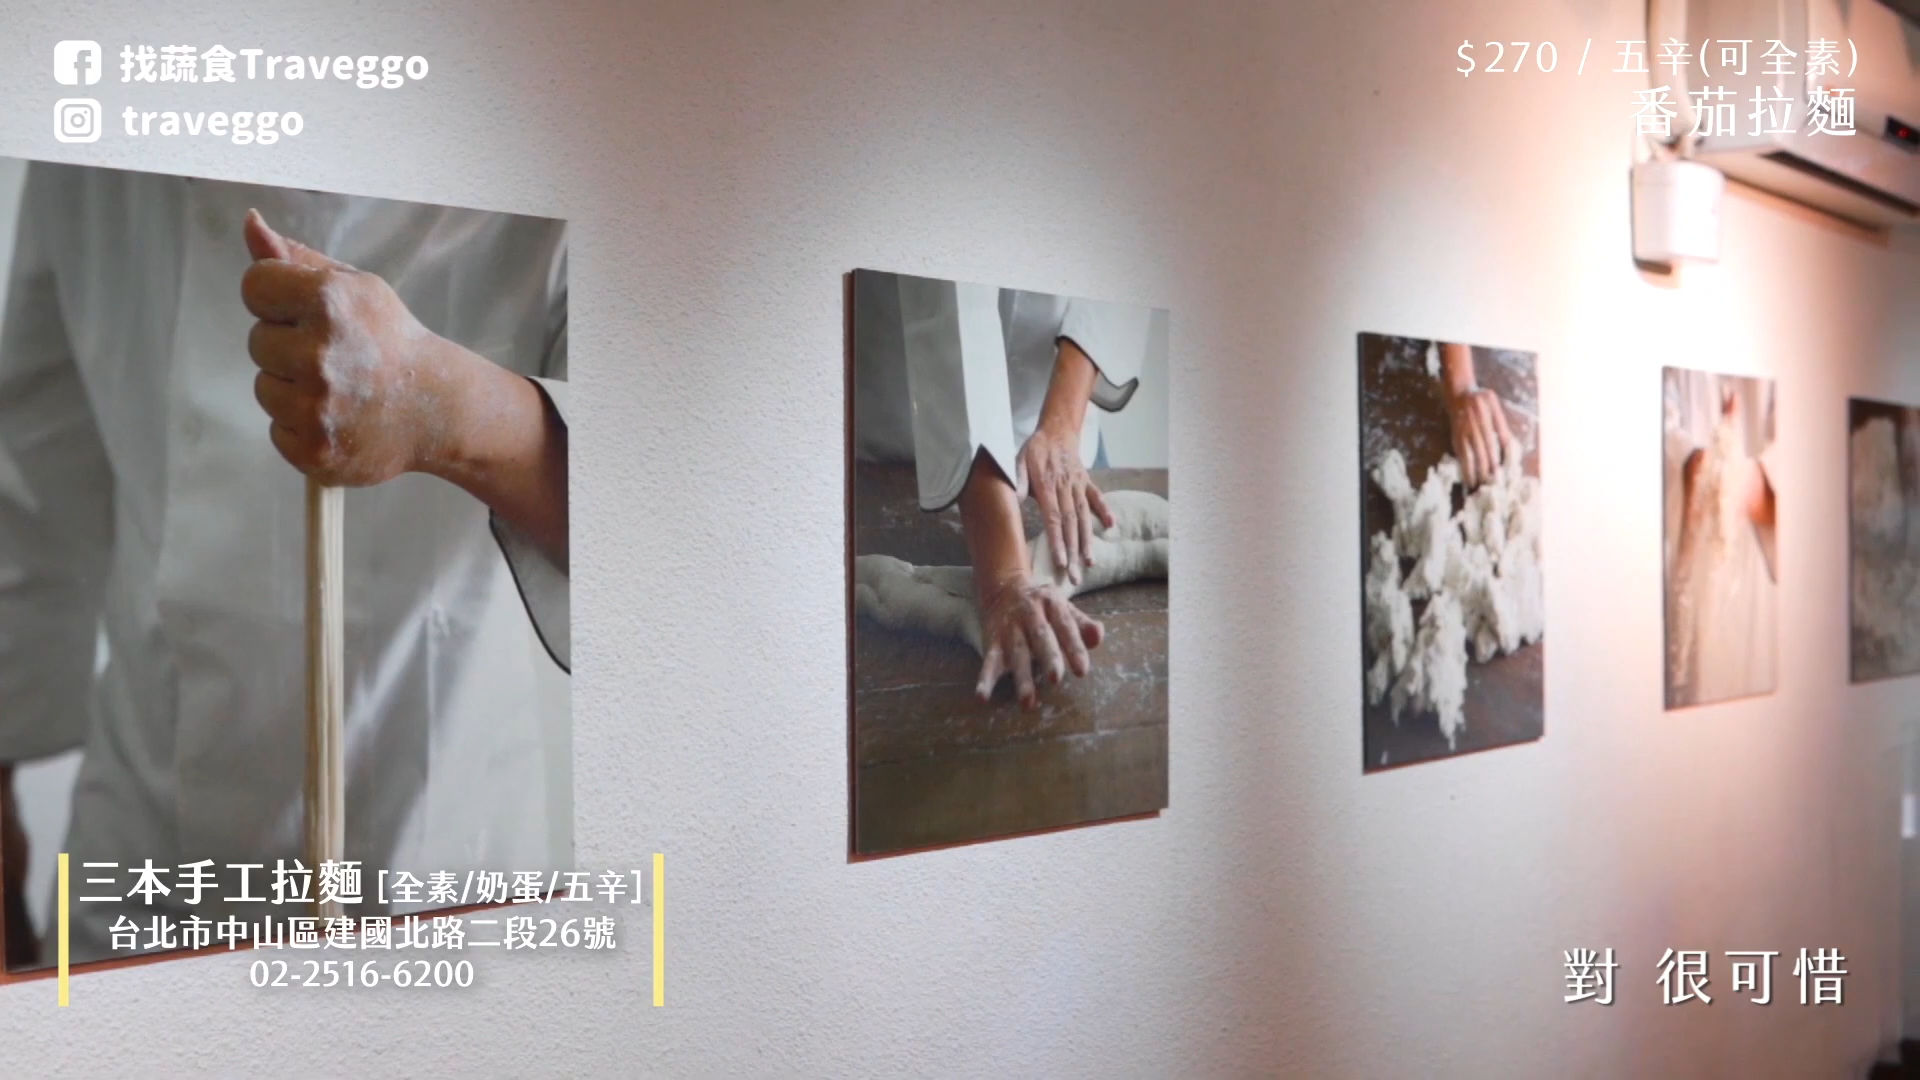 找蔬食Traveggo
traveggo
$270 / 五辛(可全素)
番茄拉麵
三本手工拉麵 [全素/奶蛋/五辛]
台北市中山區建國北路二段26號
02-2516-6200
對 很可惜